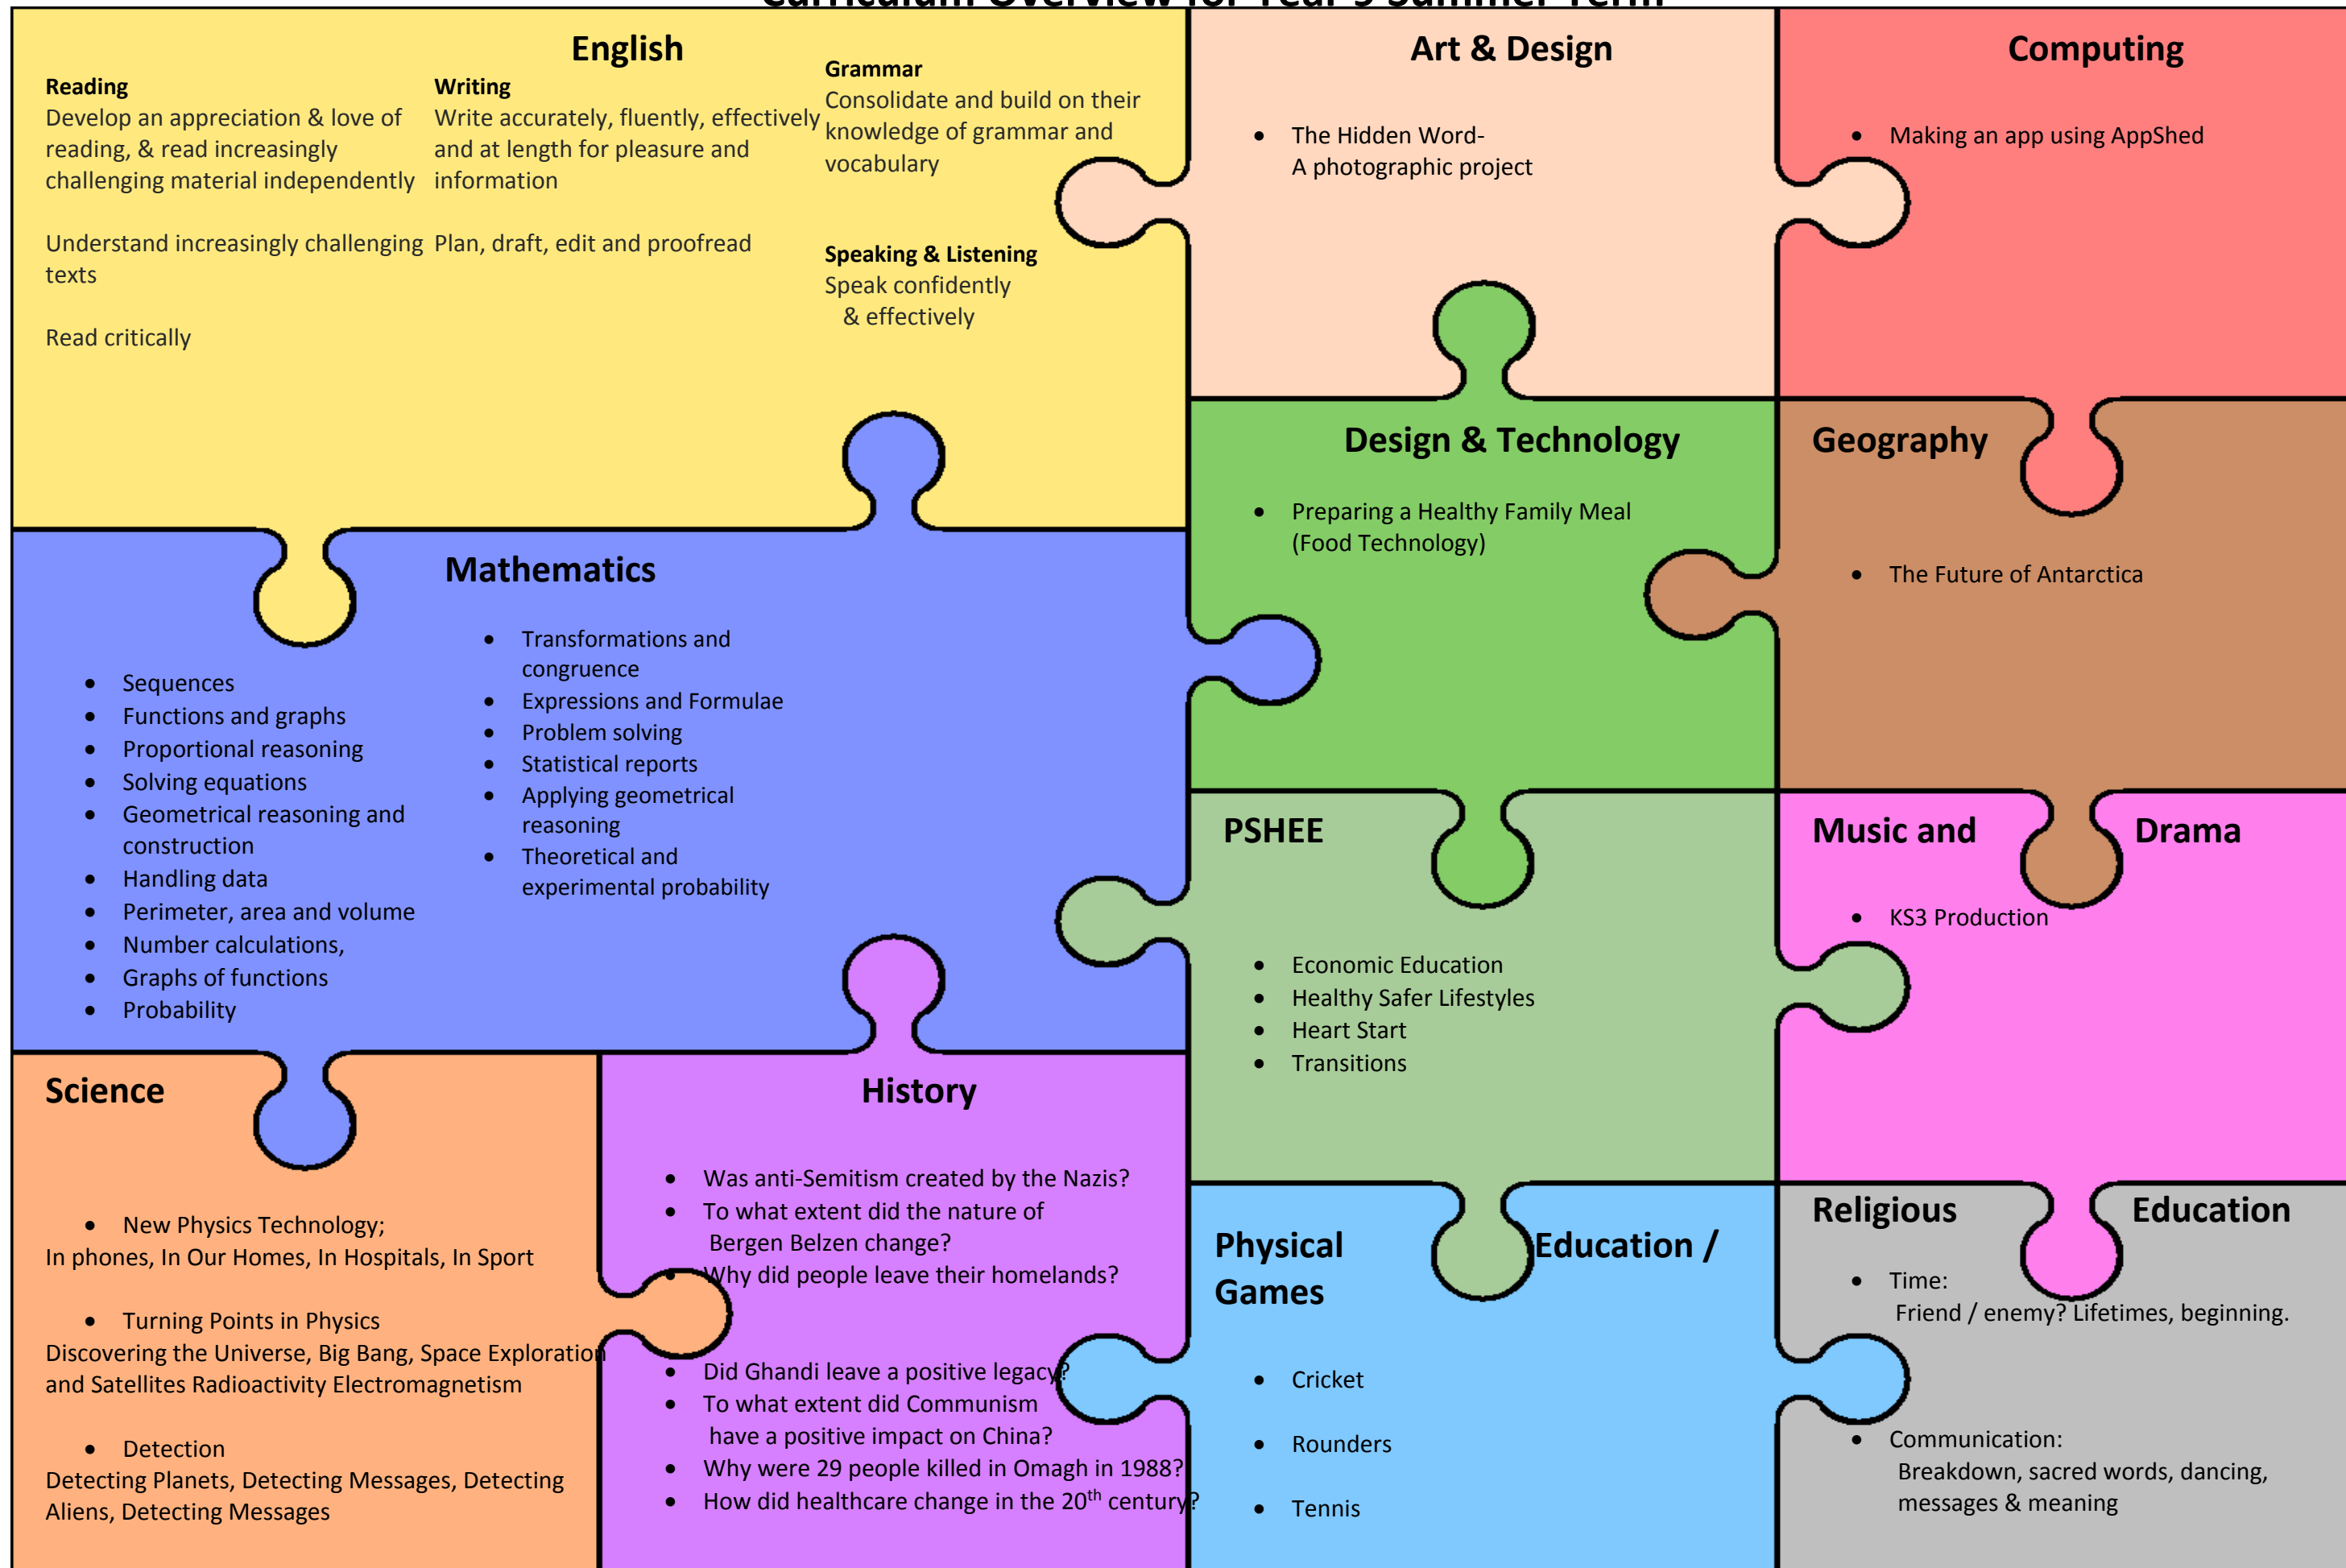 Curriculum Overview for Year 9 Summer Term
English
Reading
Develop an appreciation & love of
reading, & read increasingly
challenging material independently
Understand increasingly challenging
texts
Read critically
Writing
Write accurately, fluently, effectively
and at length for pleasure and
information
Plan, draft, edit and proofread
Grammar
Consolidate and build on their
knowledge of grammar and
vocabulary
Speaking & Listening
Speak confidently
& effectively
Art & Design
• The Hidden Word-
A photographic project
Computing
• Making an app using AppShed
Design & Technology
• Preparing a Healthy Family Meal
(Food Technology)
Geography
• The Future of Antarctica
Mathematics
• Sequences
• Functions and graphs
• Proportional reasoning
• Solving equations
• Geometrical reasoning and
construction
• Handling data
• Perimeter, area and volume
• Number calculations,
• Graphs of functions
• Probability
• Transformations and
congruence
• Expressions and Formulae
• Problem solving
• Statistical reports
• Applying geometrical
reasoning
• Theoretical and
experimental probability
PSHEE
• Economic Education
• Healthy Safer Lifestyles
• Heart Start
• Transitions
Music and Drama
• KS3 Production
Science
• New Physics Technology;
In phones, In Our Homes, In Hospitals, In Sport
• Turning Points in Physics
Discovering the Universe, Big Bang, Space Exploration
and Satellites Radioactivity Electromagnetism
• Detection
Detecting Planets, Detecting Messages, Detecting
Aliens, Detecting Messages
History
• Was anti-Semitism created by the Nazis?
• To what extent did the nature of
Bergen Belzen change?
• Why did people leave their homelands?
• Did Ghandi leave a positive legacy?
• To what extent did Communism
have a positive impact on China?
• Why were 29 people killed in Omagh in 1988?
• How did healthcare change in the 20th century?
Physical Education /
Games
• Cricket
• Rounders
• Tennis
Religious Education
• Time:
Friend / enemy? Lifetimes, beginning.
• Communication:
Breakdown, sacred words, dancing,
messages & meaning